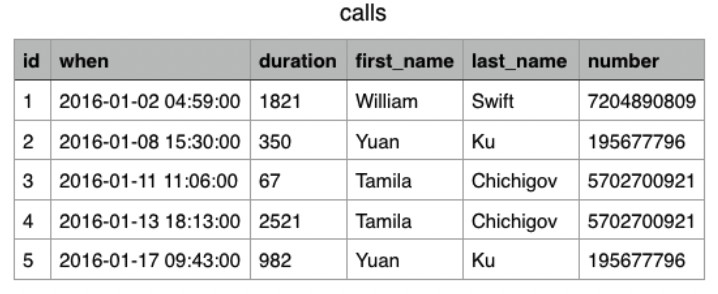 calls
id when duration first_name last_name number
1 2016-01-02 04:59:00 1821 William Swift 7204890809
2 2016-01-08 15:30:00 350 Yuan Ku 195677796
3 2016-01-11 11:06:00 67 Tamila Chichigov 5702700921
4 2016-01-13 18:13:00 2521 Tamila Chichigov 5702700921
5 2016-01-17 09:43:00 982 Yuan Ku 195677796